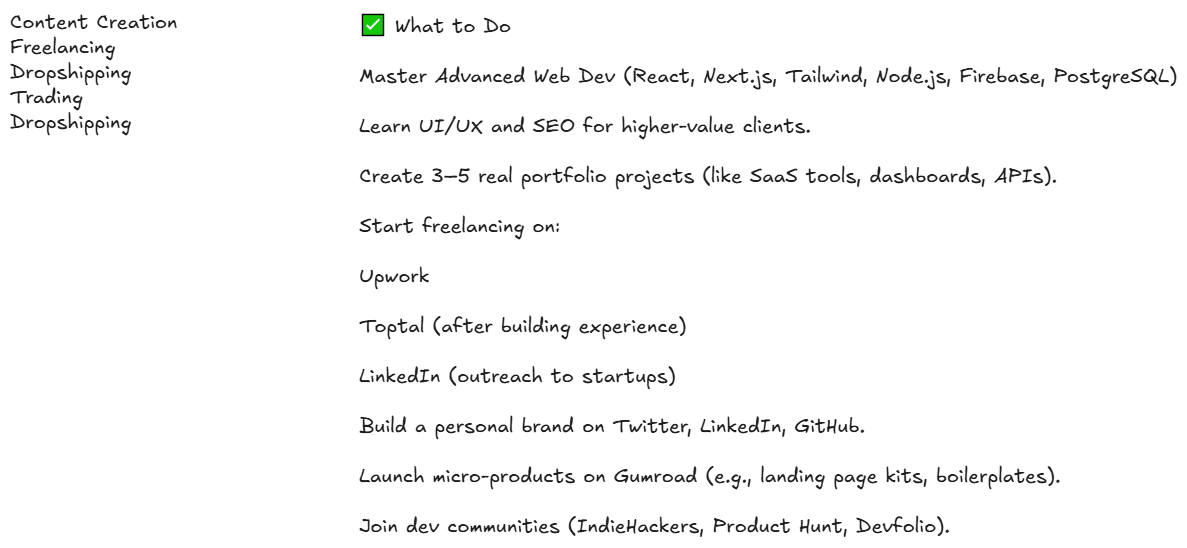 Content Creation
Freelancing
Dropshipping
Trading
Dropshipping
✅ What to Do
Master Advanced Web Dev (React, Next.js, Tailwind, Node.js, Firebase, PostgreSQL)
Learn UI/UX and SEO for higher-value clients.
Create 3–5 real portfolio projects (like SaaS tools, dashboards, APIs).
Start freelancing on:
Upwork
Toptal (after building experience)
LinkedIn (outreach to startups)
Build a personal brand on Twitter, LinkedIn, GitHub.
Launch micro-products on Gumroad (e.g., landing page kits, boilerplates).
Join dev communities (IndieHackers, Product Hunt, Devfolio).